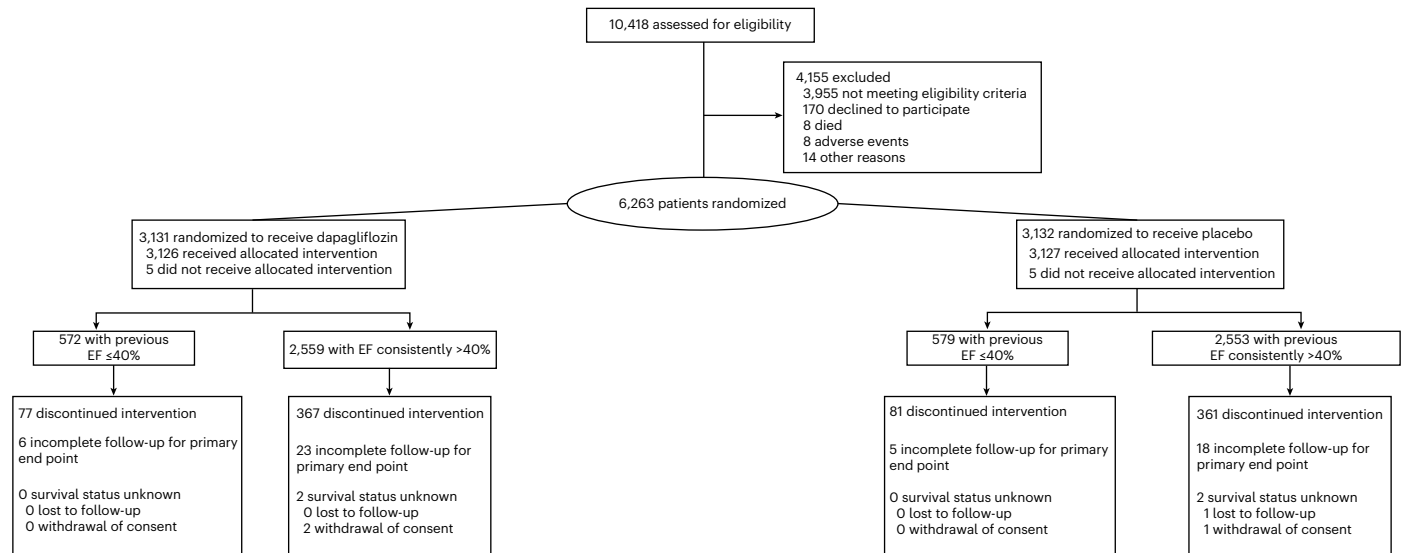 10,418 assessed for eligibility
4,155 excluded
3,955 not meeting eligibility criteria
170 declined to participate
8 died
8 adverse events
14 other reasons
6,263 patients randomized
3,131 randomized to receive dapagliflozin
3,126 received allocated intervention
5 did not receive allocated intervention
3,132 randomized to receive placebo
3,127 received allocated intervention
5 did not receive allocated intervention
572 with previous
EF ≤40%
2,559 with EF consistently >40%
579 with previous
EF ≤40%
2,553 with previous
EF consistently >40%
77 discontinued intervention
6 incomplete follow-up for primary
end point
0 survival status unknown
0 lost to follow-up
0 withdrawal of consent
367 discontinued intervention
23 incomplete follow-up for
primary end point
2 survival status unknown
0 lost to follow-up
2 withdrawal of consent
81 discontinued intervention
5 incomplete follow-up for primary
end point
0 survival status unknown
0 lost to follow-up
0 withdrawal of consent
361 discontinued intervention
18 incomplete follow-up for
primary end point
2 survival status unknown
1 lost to follow-up
1 withdrawal of consent